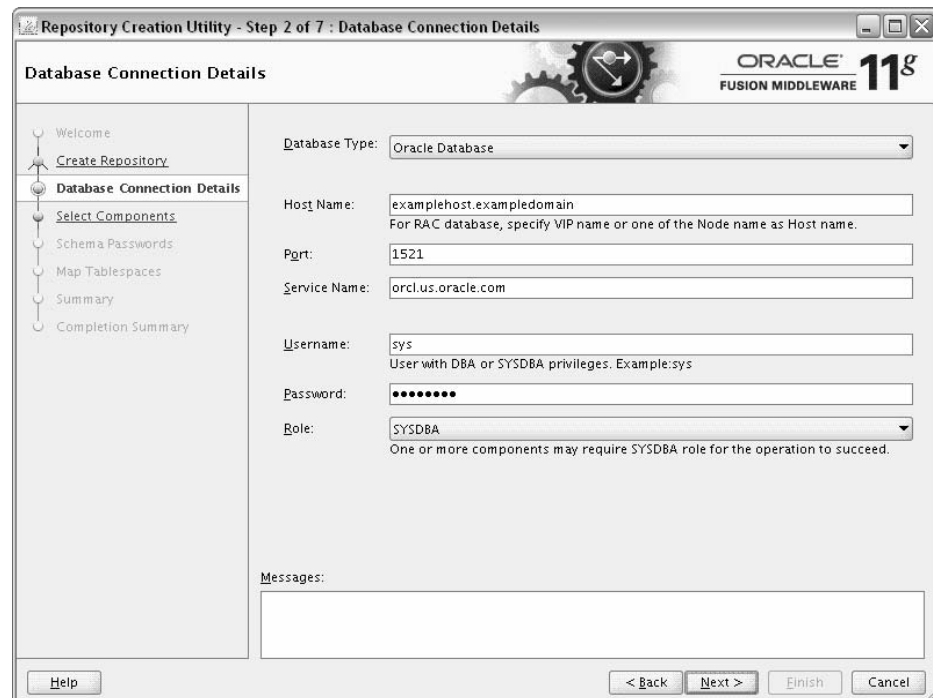 Repository Creation Utility - Step 2 of 7 : Database Connection Details
Database Connection Details
ORACLE
FUSION MIDDLEWARE
11g
Welcome
Create Repository
Database Connection Details
Select Components
Schema Passwords
Map Tablespaces
Summary
Completion Summary
Database Type: Oracle Database
Host Name: examplehost.exampledomain
For RAC database, specify VIP name or one of the Node name as Host name.
Port: 1521
Service Name: orcl.us.oracle.com
Username: sys
User with DBA or SYSDBA privileges. Example:sys
Password: ●●●●●●●●
Role: SYSDBA
One or more components may require SYSDBA role for the operation to succeed.
Messages:
Help
< Back
Next >
Finish
Cancel